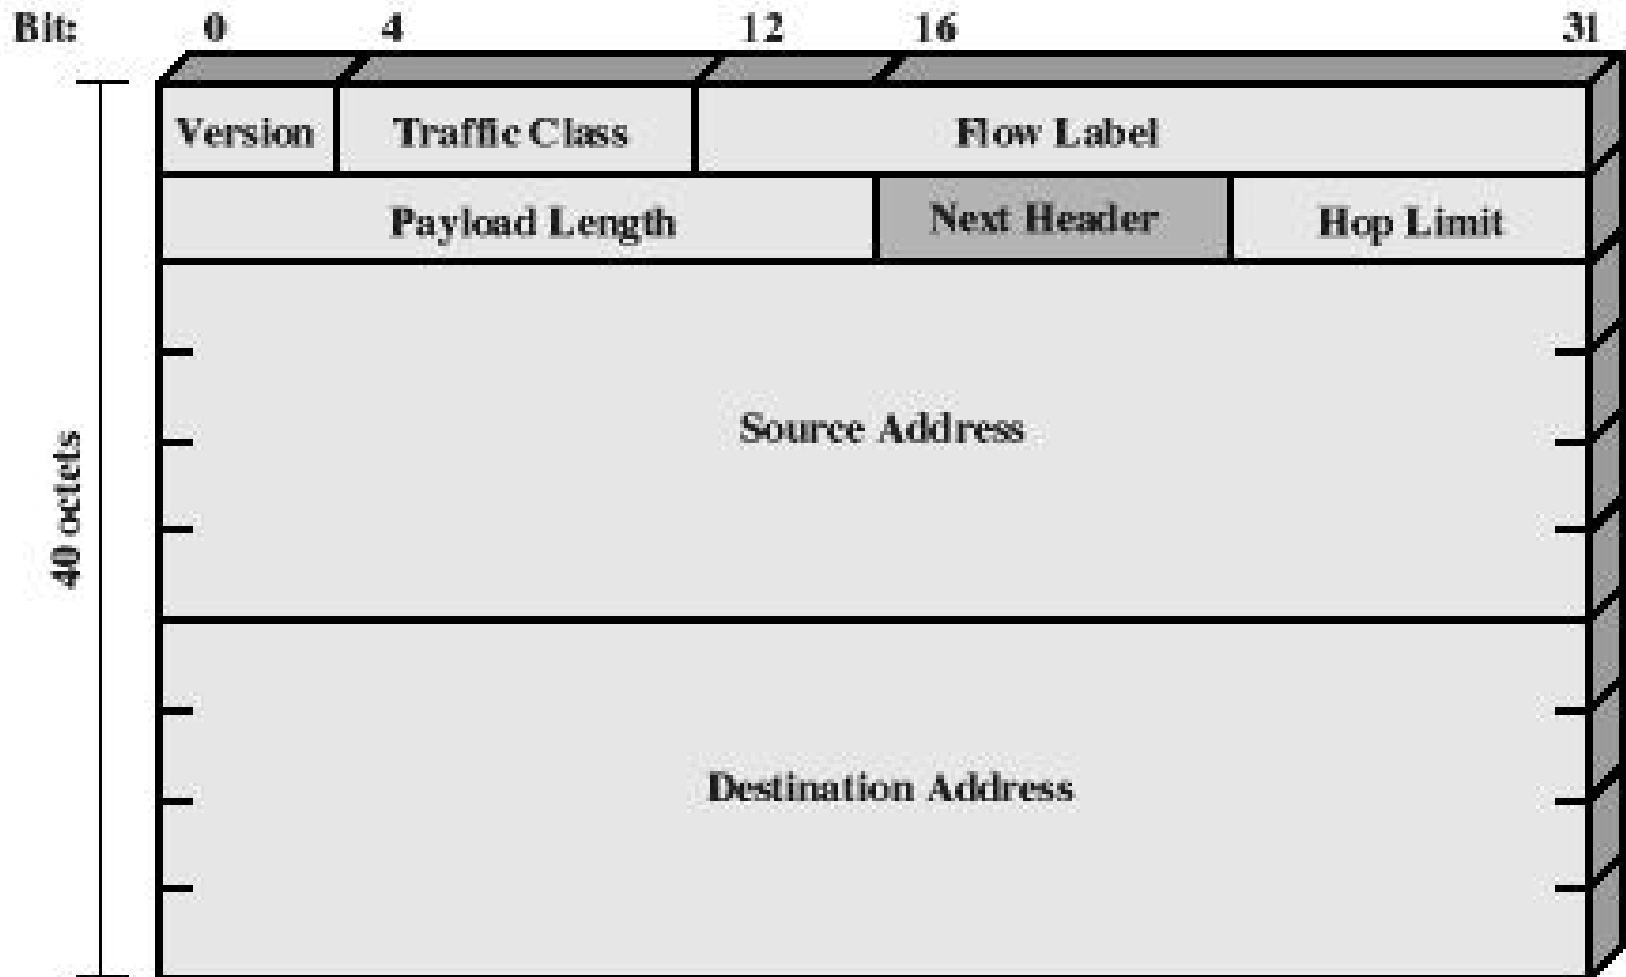 Bit: 0 4 12 16 31
Version Traffic Class Flow Label
Payload Length Next Header Hop Limit
Source Address
40 octets
Destination Address